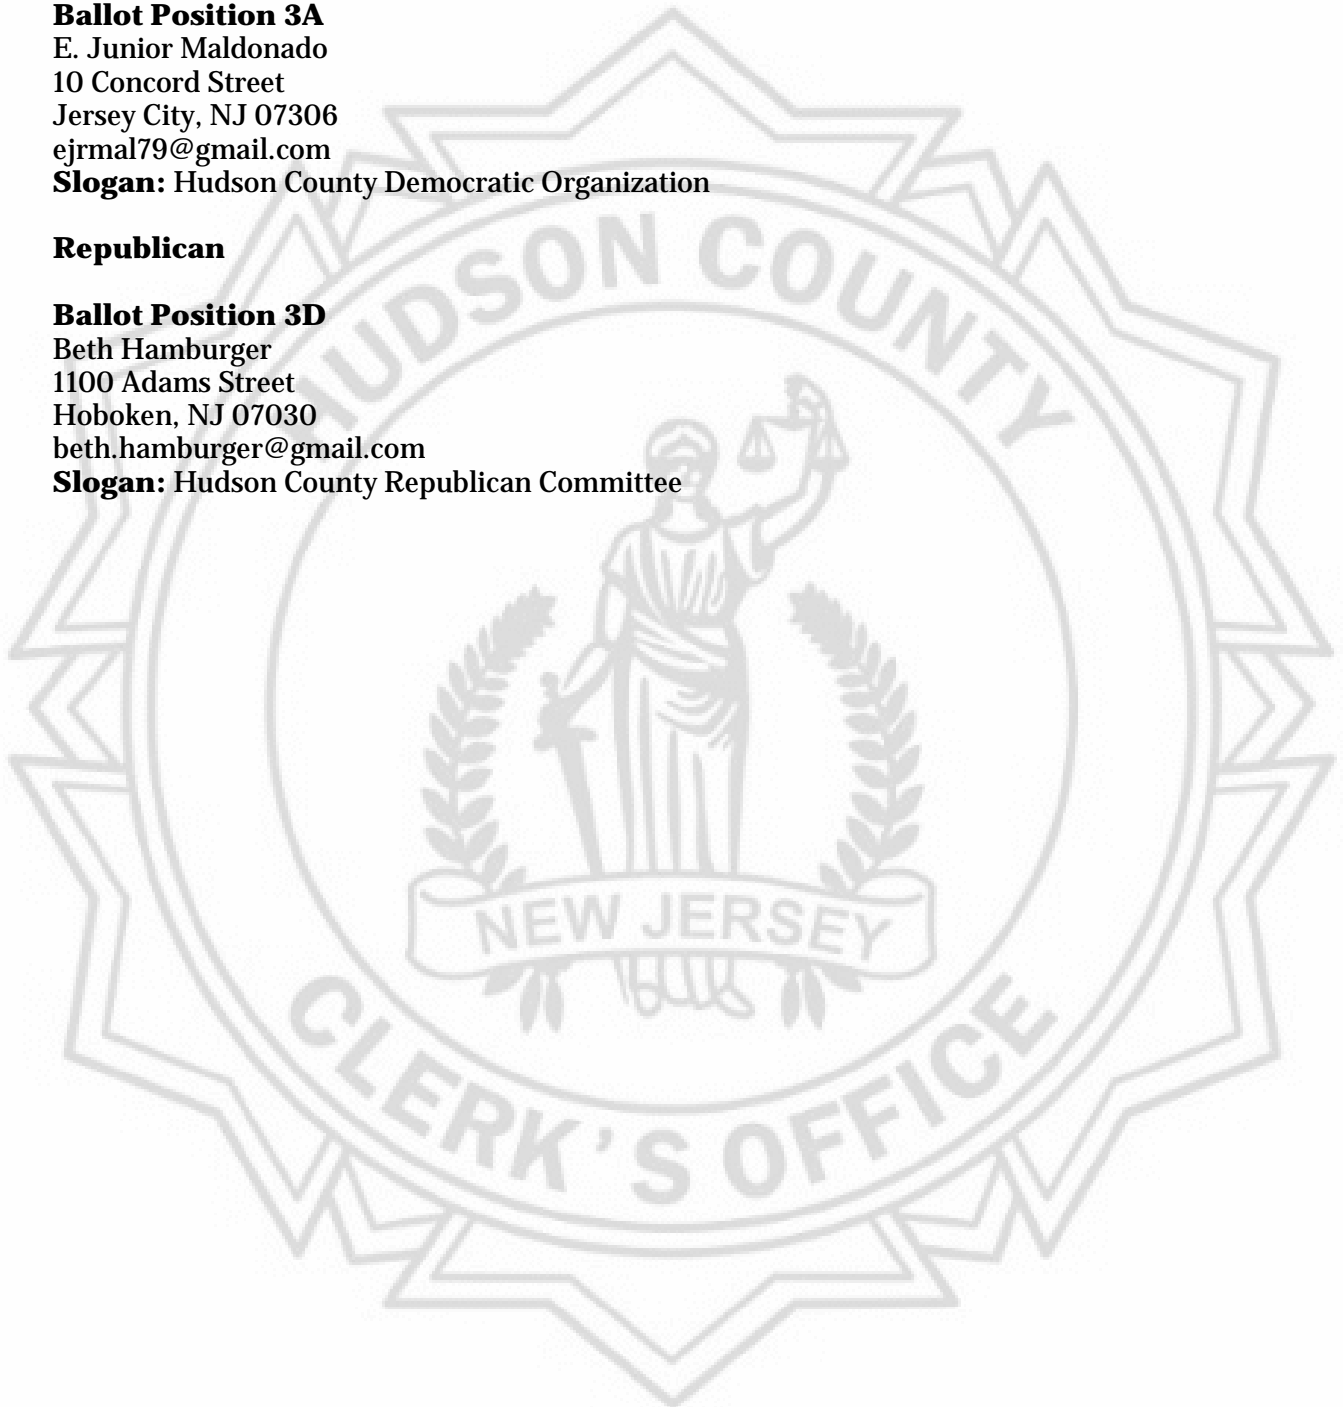 Ballot Position 3A
E. Junior Maldonado
10 Concord Street
Jersey City, NJ 07306
ejrmal79@gmail.com
Slogan: Hudson County Democratic Organization
Republican
Ballot Position 3D
Beth Hamburger
1100 Adams Street
Hoboken, NJ 07030
beth.hamburger@gmail.com
Slogan: Hudson County Republican Committee
HUDSON COUNTY
NEW JERSEY
CLERK'S OFFICE